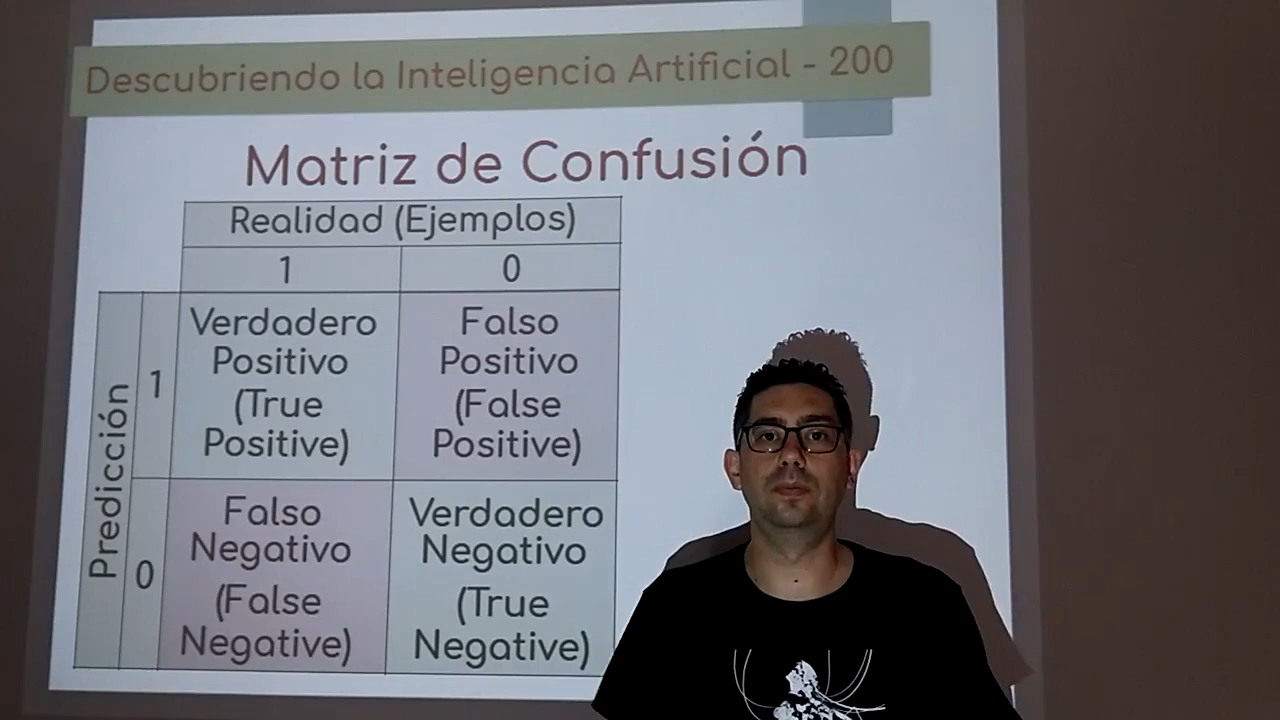 Descubriendo la Inteligencia Artificial - 200
Matriz de Confusión
Realidad (Ejemplos)
1 0
Predicción
1
Verdadero
Positivo
(True
Positive)
Falso
Positivo
(False
Positive)
0
Falso
Negativo
(False
Negative)
Verdadero
Negativo
(True
Negative)